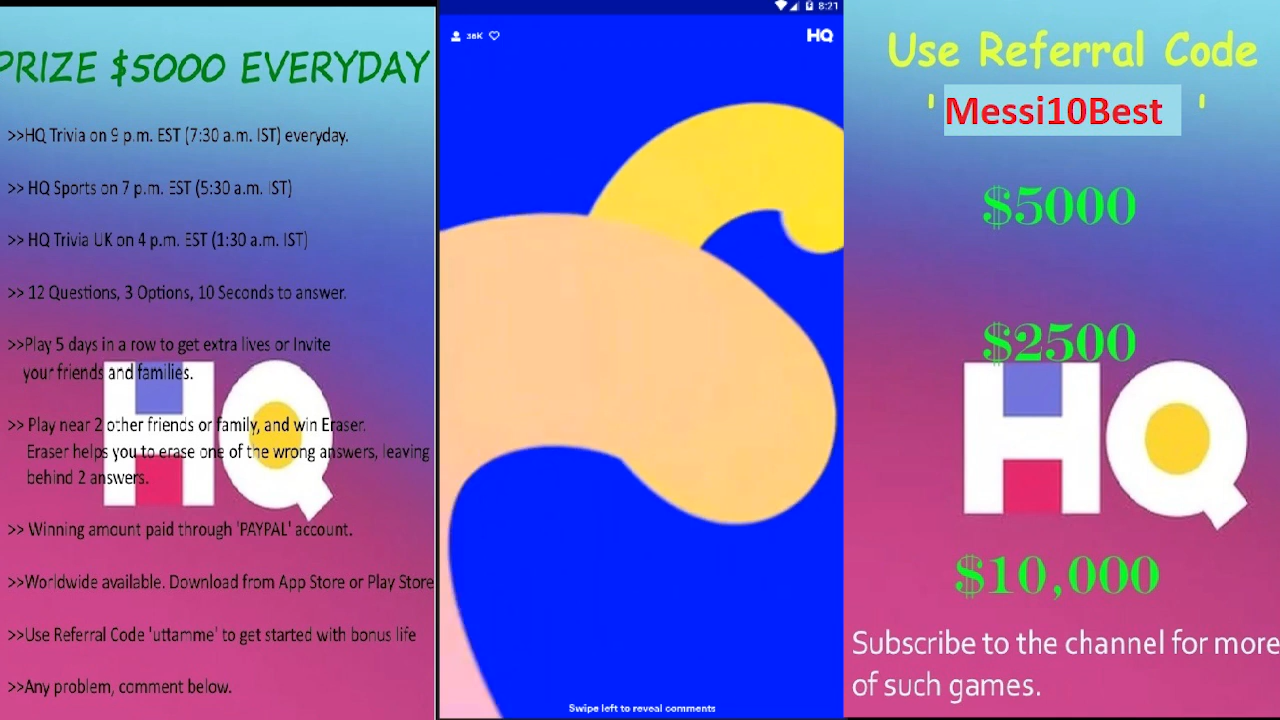 PRIZE $5000 EVERYDAY
>>HQ Trivia on 9 p.m. EST (7:30 a.m. IST) everyday.
>> HQ Sports on 7 p.m. EST (5:30 a.m. IST)
>> HQ Trivia UK on 4 p.m. EST (1:30 a.m. IST)
>> 12 Questions, 3 Options, 10 Seconds to answer.
>>Play 5 days in a row to get extra lives or Invite
your friends and families.
>> Play near 2 other friends or family, and win Eraser.
Eraser helps you to erase one of the wrong answers, leaving
behind 2 answers.
>> Winning amount paid through 'PAYPAL' account.
>>Worldwide available. Download from App Store or Play Store
>>Use Referral Code 'uttamme' to get started with bonus life
>>Any problem, comment below.
HQ
8:21
38K
HQ
Swipe left to reveal comments
Use Referral Code
' Messi10Best '
$5000
$2500
HQ
$10,000
Subscribe to the channel for more
of such games.